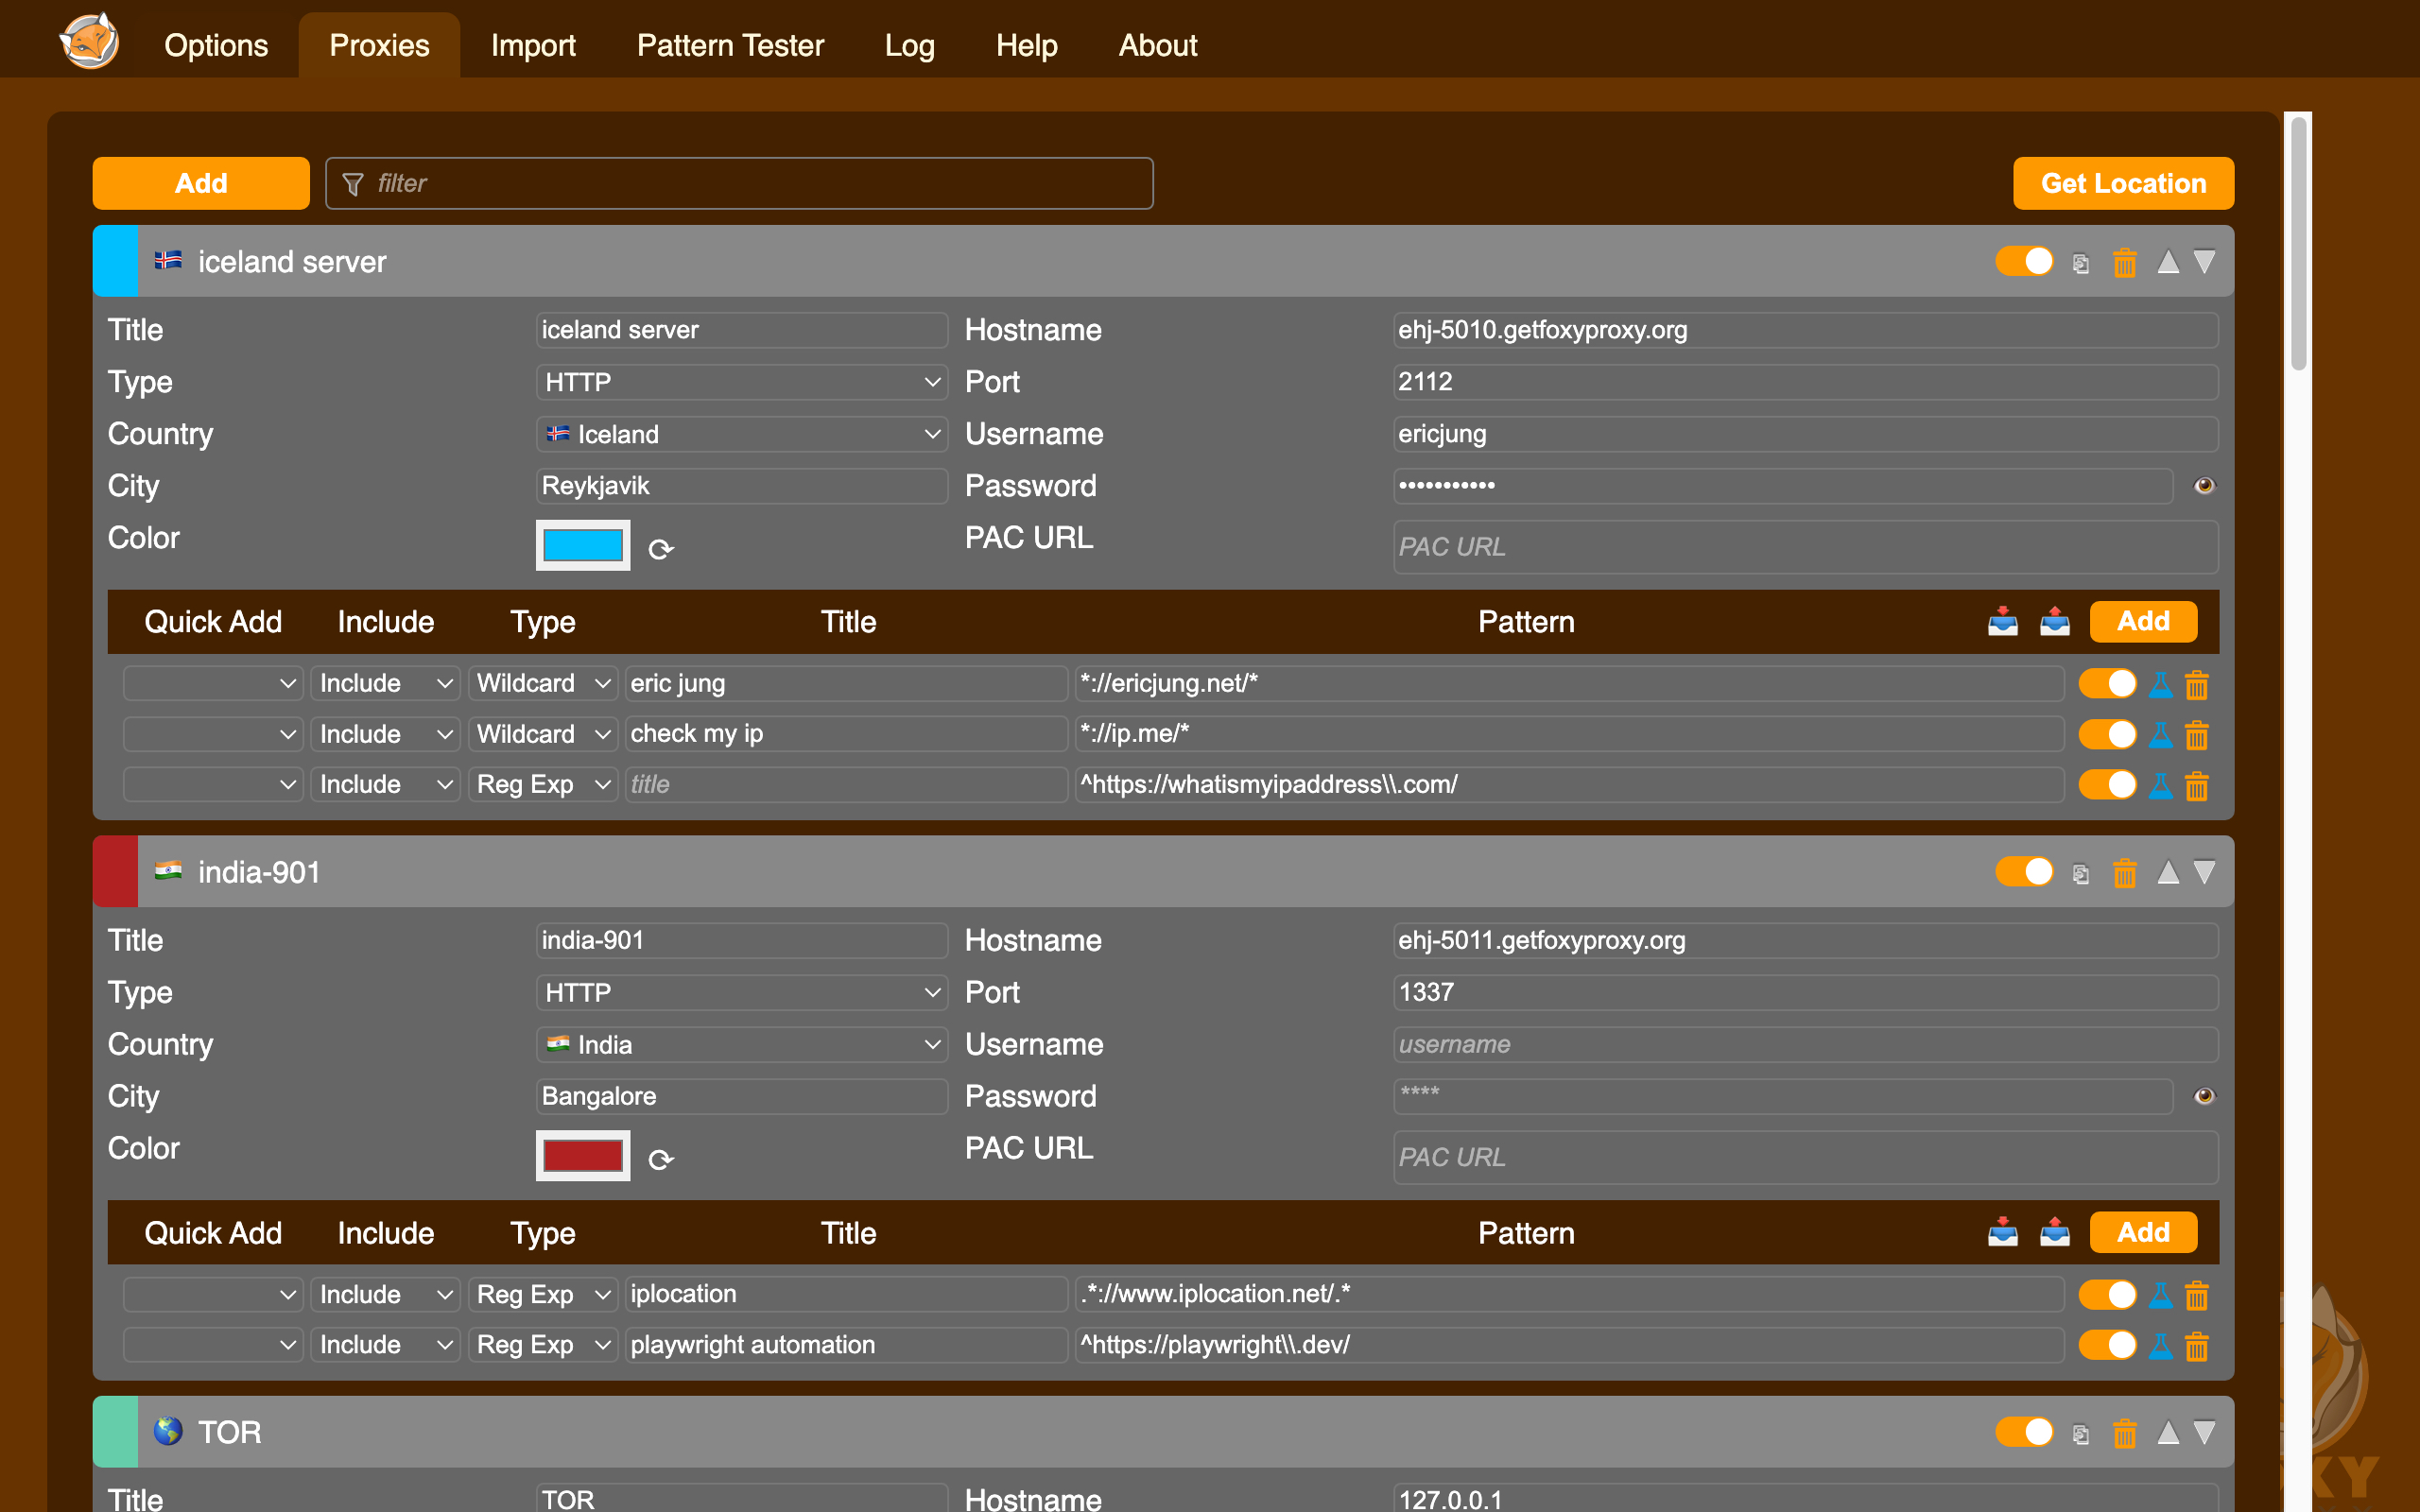 Options Proxies Import Pattern Tester Log Help About
Add filter Get Location
iceland server
Title iceland server Hostname ehj-5010.getfoxyproxy.org
Type HTTP Port 2112
Country Iceland Username ericjung
City Reykjavik Password •••••••••••
Color PAC URL PAC URL
Quick Add Include Type Title Pattern Add
Include Wildcard eric jung *://ericjung.net/*
Include Wildcard check my ip *://ip.me/*
Include Reg Exp title ^https://whatismyipaddress\\.com/
india-901
Title india-901 Hostname ehj-5011.getfoxyproxy.org
Type HTTP Port 1337
Country India Username username
City Bangalore Password ****
Color PAC URL PAC URL
Quick Add Include Type Title Pattern Add
Include Reg Exp iplocation .*://www.iplocation.net/.*
Include Reg Exp playwright automation ^https://playwright\\.dev/
TOR
Title TOR Hostname 127.0.0.1